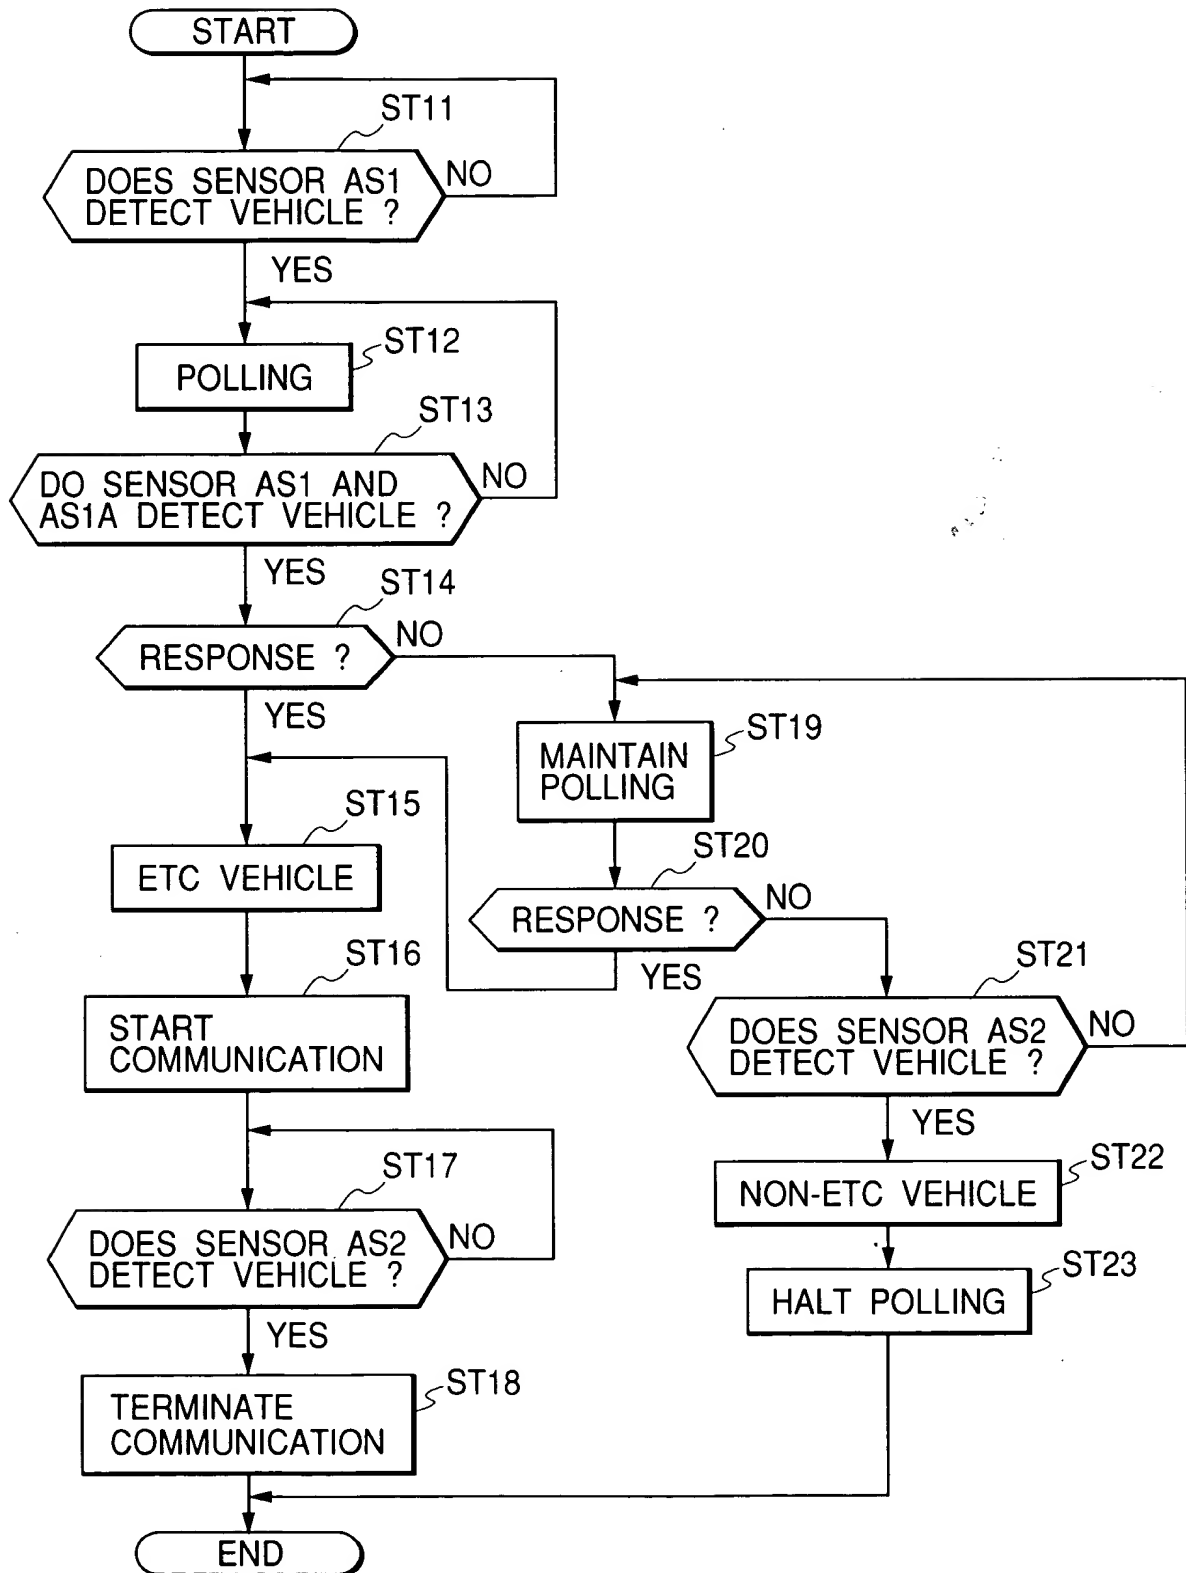 START
ST11
DOES SENSOR AS1
DETECT VEHICLE ?
NO
YES
ST12
POLLING
ST13
DO SENSOR AS1 AND
AS1A DETECT VEHICLE ?
NO
YES
ST14
RESPONSE ?
NO
YES
ST19
MAINTAIN
POLLING
ST15
ETC VEHICLE
ST20
RESPONSE ?
NO
YES
ST16
START
COMMUNICATION
ST21
DOES SENSOR AS2
DETECT VEHICLE ?
NO
YES
ST17
DOES SENSOR AS2
DETECT VEHICLE ?
NO
YES
ST22
NON-ETC VEHICLE
ST23
HALT POLLING
ST18
TERMINATE
COMMUNICATION
END